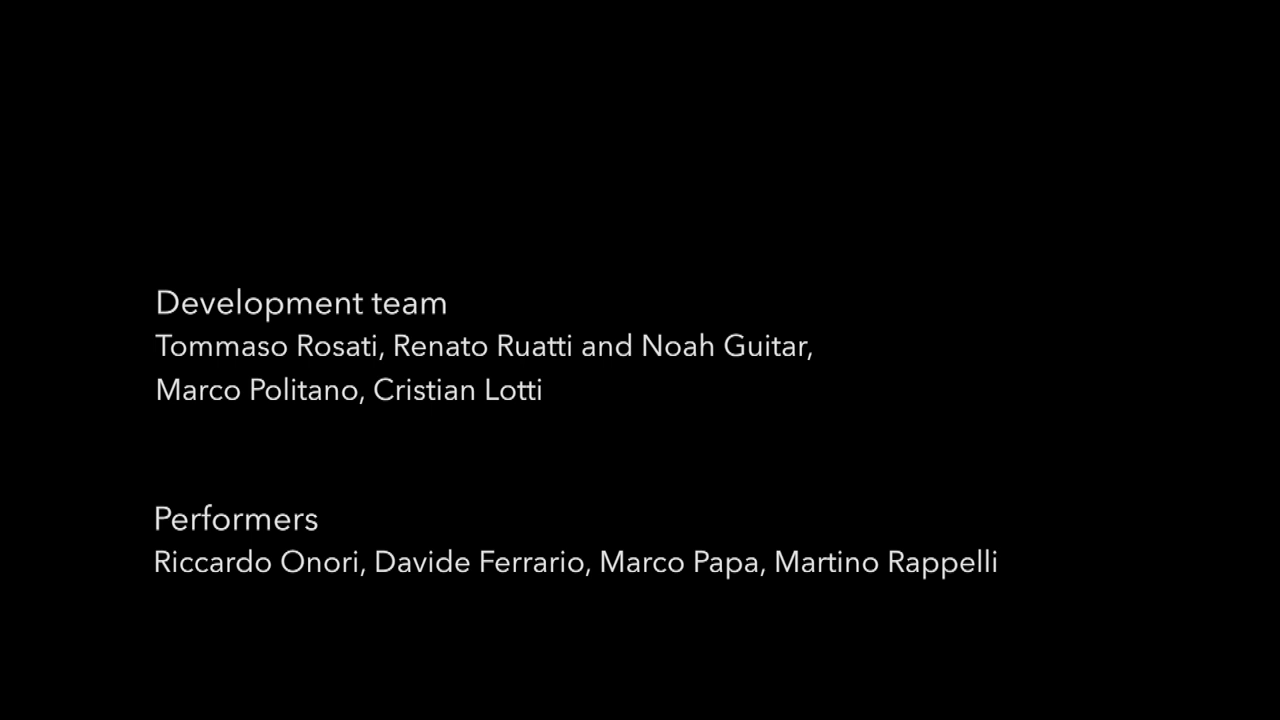 Development team
Tommaso Rosati, Renato Ruatti and Noah Guitar,
Marco Politano, Cristian Lotti
Performers
Riccardo Onori, Davide Ferrario, Marco Papa, Martino Rappelli